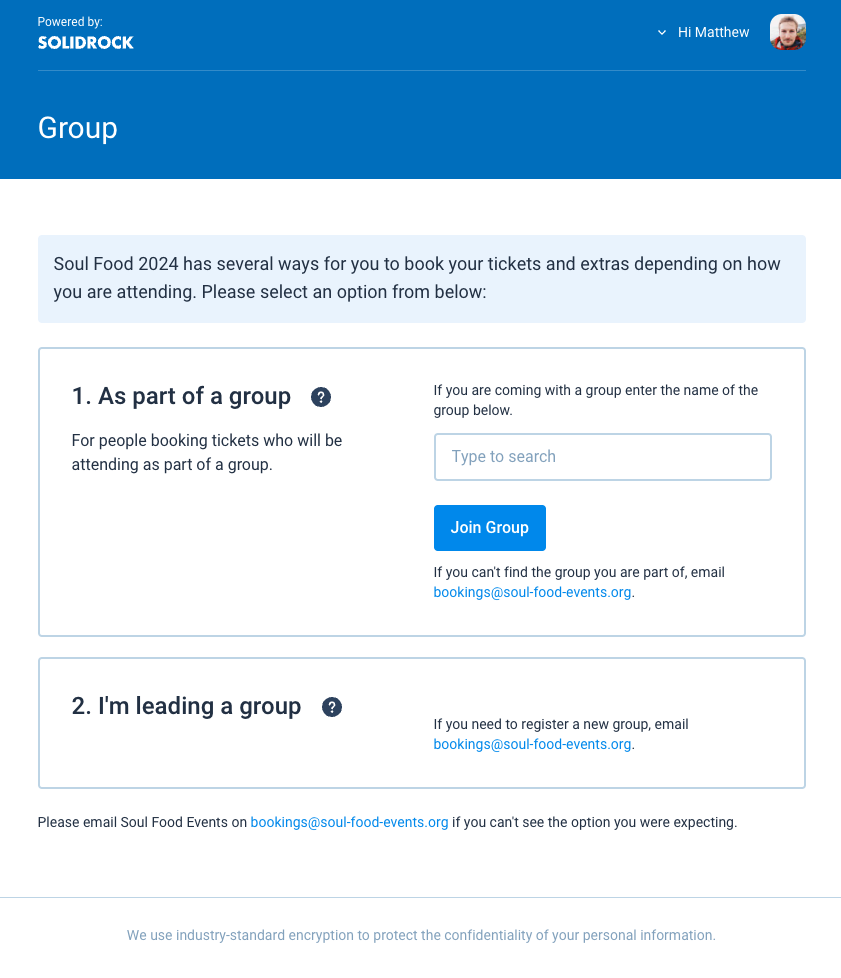 Powered by:
SOLIDROCK
Hi Matthew
Group
Soul Food 2024 has several ways for you to book your tickets and extras depending on how
you are attending. Please select an option from below:
1. As part of a group
?
For people booking tickets who will be
attending as part of a group.
If you are coming with a group enter the name of the
group below.
Type to search
Join Group
If you can't find the group you are part of, email
bookings@soul-food-events.org.
2. I'm leading a group
?
If you need to register a new group, email
bookings@soul-food-events.org.
Please email Soul Food Events on bookings@soul-food-events.org if you can't see the option you were expecting.
We use industry-standard encryption to protect the confidentiality of your personal information.